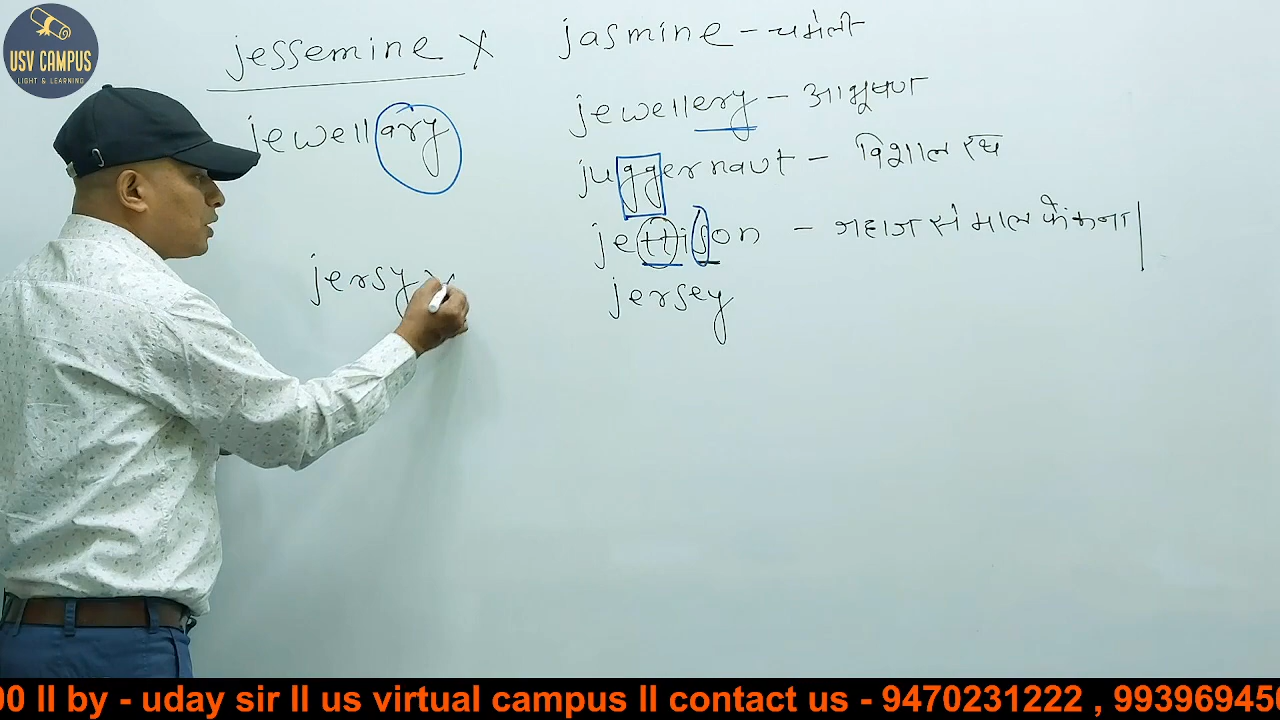 USV CAMPUS
LIGHT & LEARNING
jessemine X jasmine - चमेली
jewellary jewellery - आभूषण
juggernaut - विशाल रथ
jettison - जहाज से माल फेंकना
jersy x jersey
00 II by - uday sir II us virtual campus II contact us - 9470231222 , 993969450